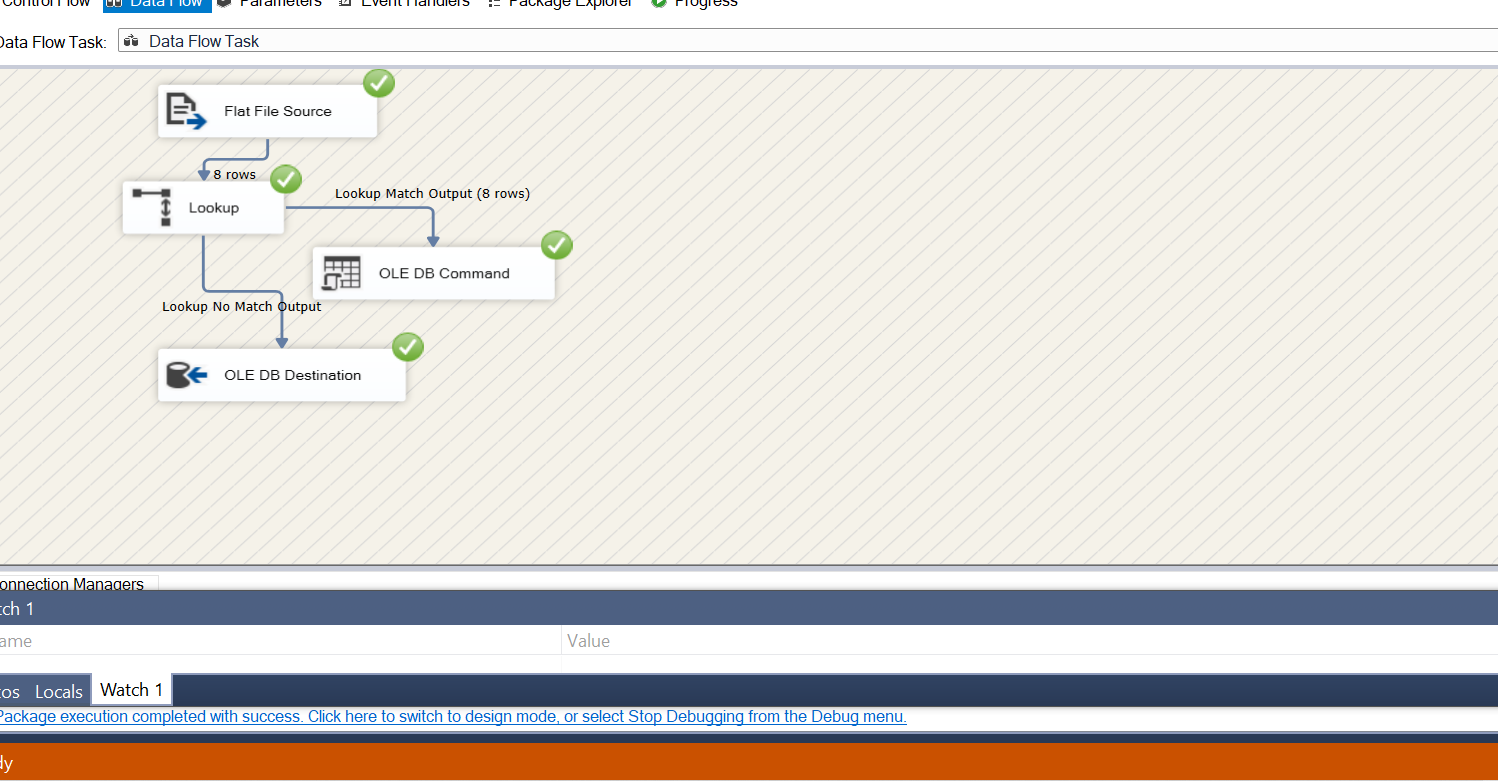 Control Flow Data Flow Parameters Event Handlers Package Explorer Progress
Data Flow Task: Data Flow Task
Flat File Source
8 rows
Lookup Match Output (8 rows)
Lookup
OLE DB Command
Lookup No Match Output
OLE DB Destination
onnection Managers
tch 1
ame Value
tos Locals Watch 1
Package execution completed with success. Click here to switch to design mode, or select Stop Debugging from the Debug menu.
dy